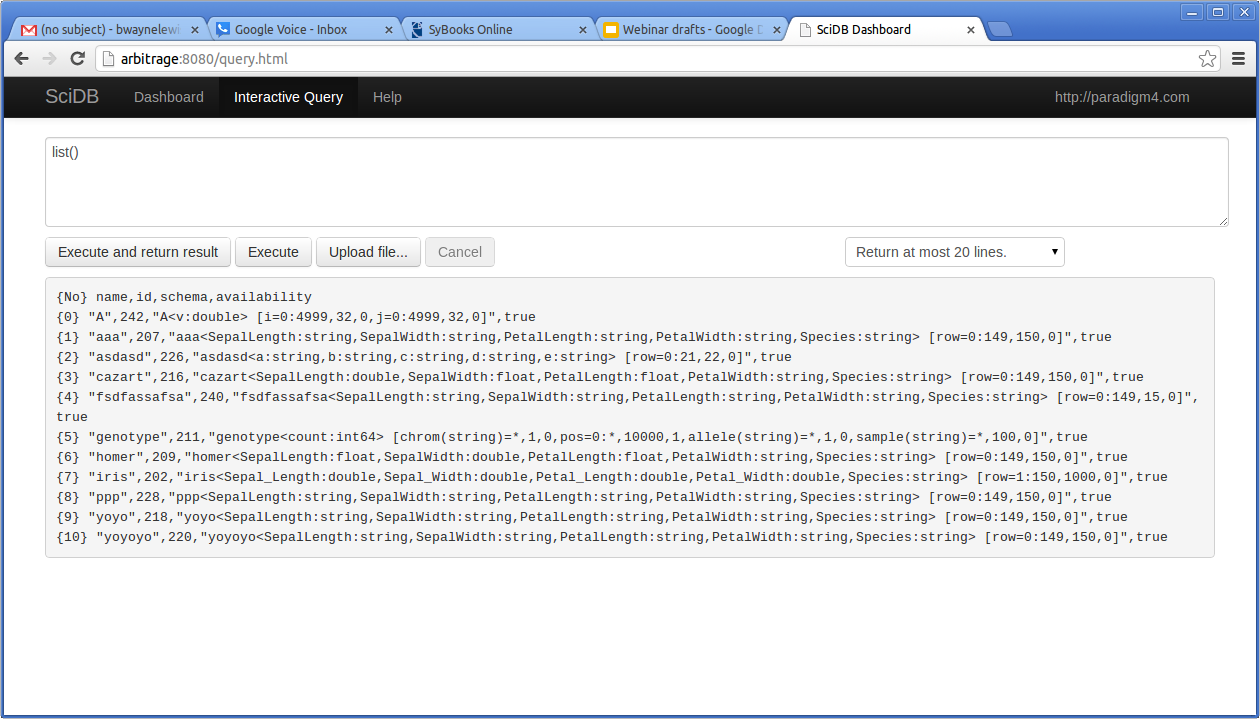 (no subject) - bwaynelewi
Google Voice - Inbox
SyBooks Online
Webinar drafts - Google D
SciDB Dashboard
arbitrage:8080/query.html
SciDB Dashboard Interactive Query Help http://paradigm4.com
list()
Execute and return result Execute Upload file... Cancel Return at most 20 lines.
{No} name,id,schema,availability
{0} "A",242,"A<v:double> [i=0:4999,32,0,j=0:4999,32,0]",true
{1} "aaa",207,"aaa<SepalLength:string,SepalWidth:string,PetalLength:string,PetalWidth:string,Species:string> [row=0:149,150,0]",true
{2} "asdasd",226,"asdasd<a:string,b:string,c:string,d:string,e:string> [row=0:21,22,0]",true
{3} "cazart",216,"cazart<SepalLength:double,SepalWidth:float,PetalLength:float,PetalWidth:string,Species:string> [row=0:149,150,0]",true
{4} "fsdfassafsa",240,"fsdfassafsa<SepalLength:string,SepalWidth:string,PetalLength:string,PetalWidth:string,Species:string> [row=0:149,15,0]",
true
{5} "genotype",211,"genotype<count:int64> [chrom(string)=*,1,0,pos=0:*,10000,1,allele(string)=*,1,0,sample(string)=*,100,0]",true
{6} "homer",209,"homer<SepalLength:float,SepalWidth:double,PetalLength:float,PetalWidth:string,Species:string> [row=0:149,150,0]",true
{7} "iris",202,"iris<Sepal_Length:double,Sepal_Width:double,Petal_Length:double,Petal_Width:double,Species:string> [row=1:150,1000,0]",true
{8} "ppp",228,"ppp<SepalLength:string,SepalWidth:string,PetalLength:string,PetalWidth:string,Species:string> [row=0:149,150,0]",true
{9} "yoyo",218,"yoyo<SepalLength:string,SepalWidth:string,PetalLength:string,PetalWidth:string,Species:string> [row=0:149,150,0]",true
{10} "yoyoyo",220,"yoyoyo<SepalLength:string,SepalWidth:string,PetalLength:string,PetalWidth:string,Species:string> [row=0:149,150,0]",true